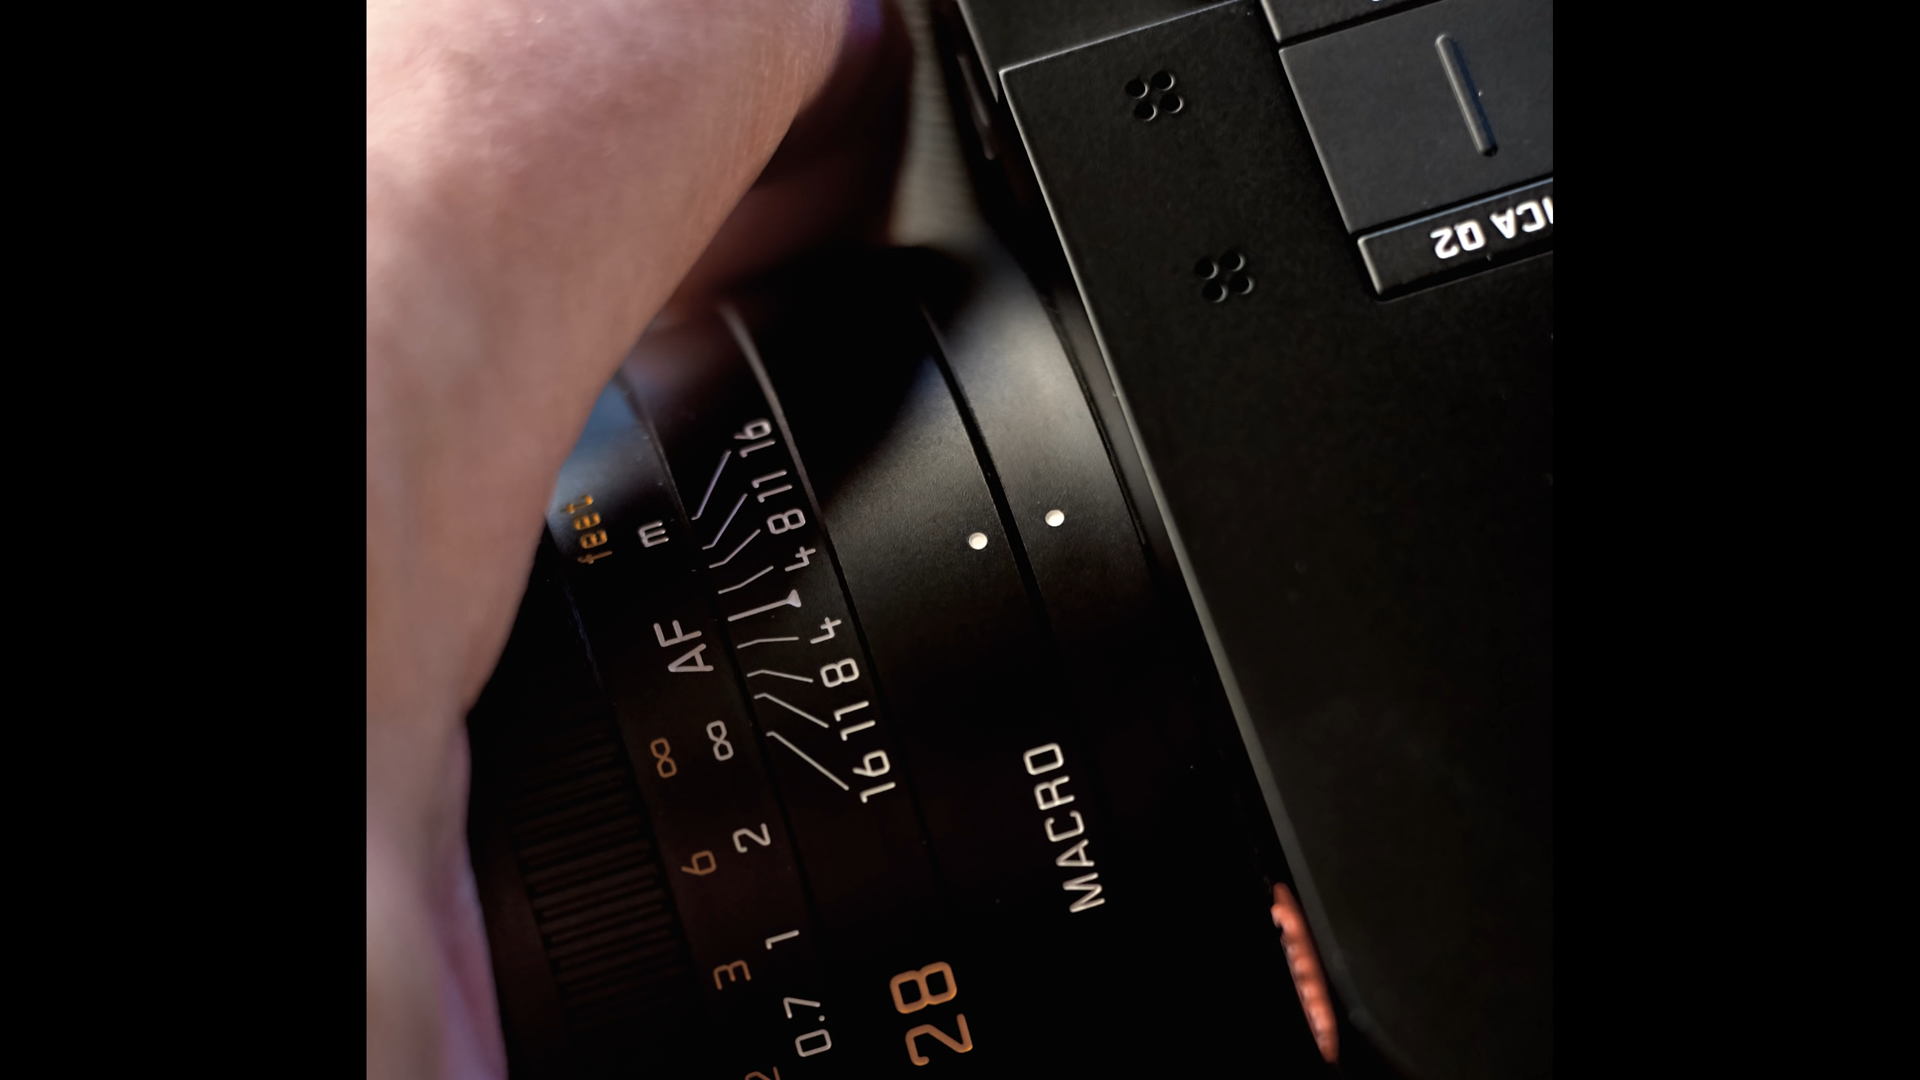 ICA Q2
16 11 8 4 4 8 11 16
feet
m
AF
∞ ∞
6 2
3 1
0.7
MACRO
28